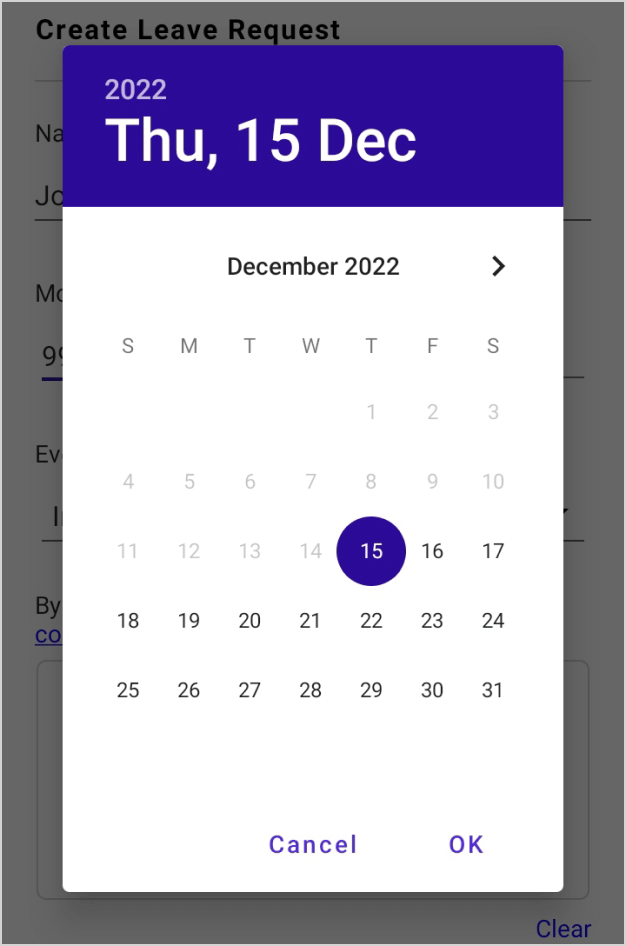 Create Leave Request
2022
Thu, 15 Dec
December 2022
S M T W T F S
1 2 3
4 5 6 7 8 9 10
11 12 13 14 15 16 17
18 19 20 21 22 23 24
25 26 27 28 29 30 31
Cancel OK
Clear